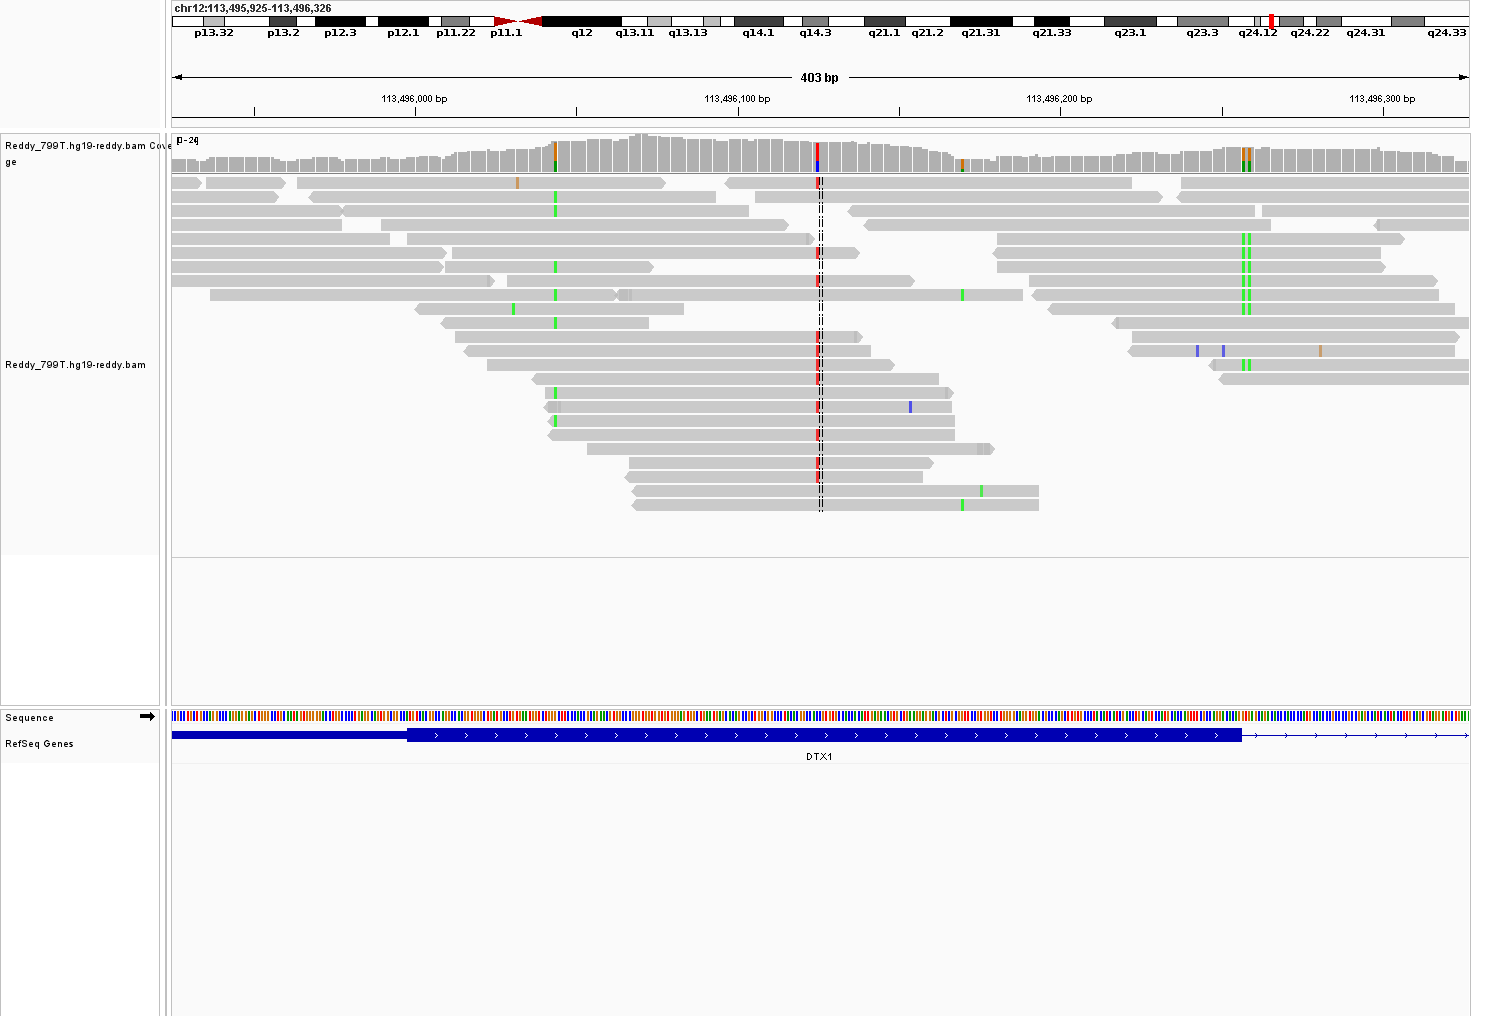 chr12:113,495,925-113,496,326
p13.32 p13.2 p12.3 p12.1 p11.22 p11.1 q12 q13.11 q13.13 q14.1 q14.3 q21.1 q21.2 q21.31 q21.33 q23.1 q23.3 q24.12 q24.22 q24.31 q24.33
403 bp
113,496,000 bp 113,496,100 bp 113,496,200 bp 113,496,300 bp
Reddy_799T.hg19-reddy.bam Cove
ge
[0-24]
Reddy_799T.hg19-reddy.bam
Sequence
RefSeq Genes
DTX1